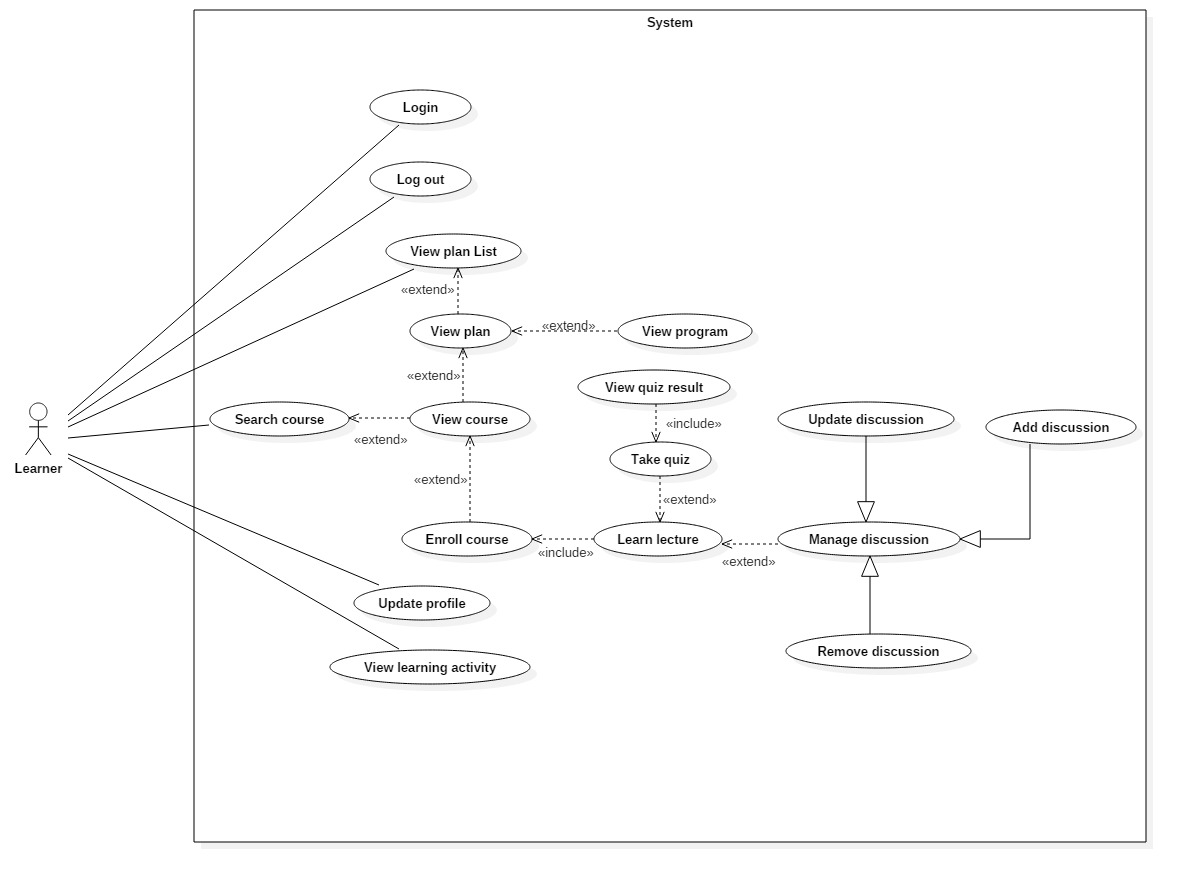 System
Login
Log out
View plan List
«extend»
View plan
«extend»
View program
«extend»
View quiz result
Search course
«extend»
View course
«include»
Update discussion
Add discussion
Learner
Take quiz
«extend»
«extend»
Enroll course
«include»
Learn lecture
«extend»
Manage discussion
Update profile
Remove discussion
View learning activity